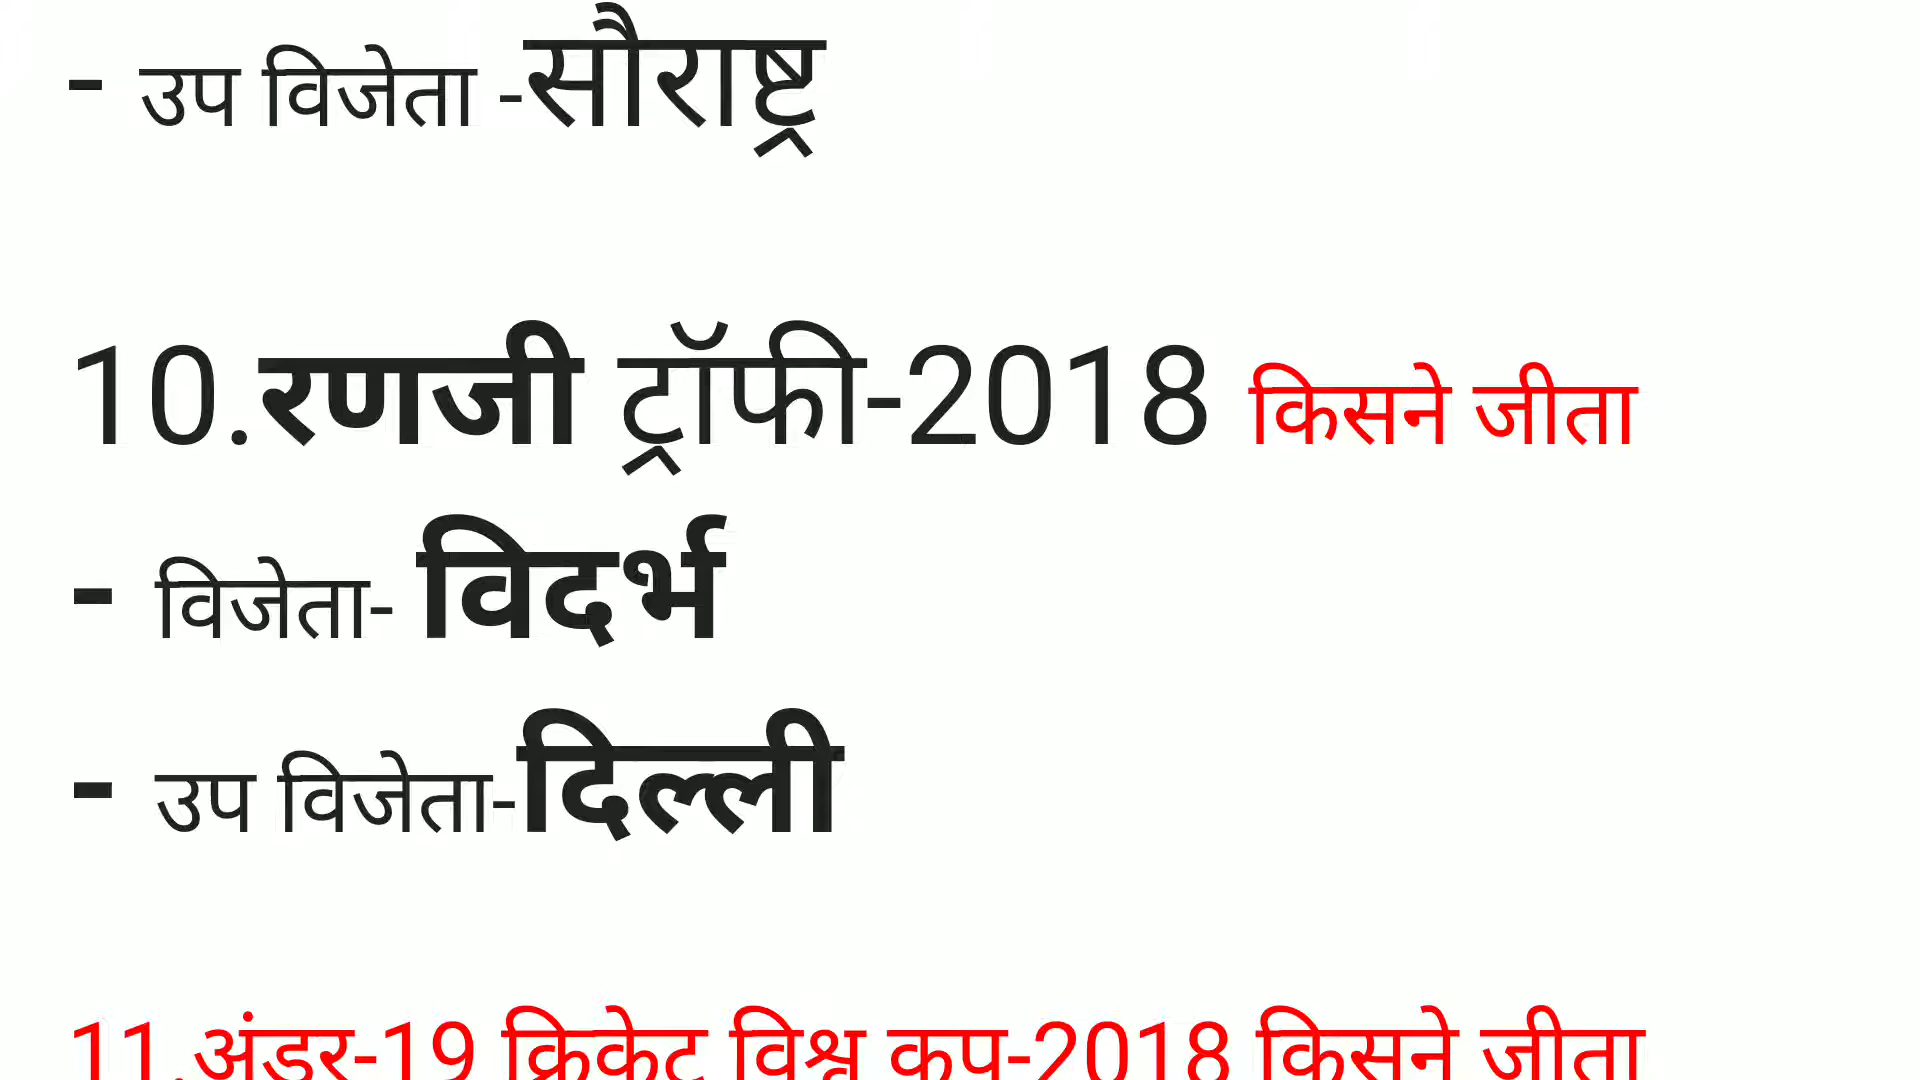 - उप विजेता -सौराष्ट्र
10.रणजी ट्रॉफी-2018 किसने जीता
- विजेता- विदर्भ
- उप विजेता-दिल्ली
11.अंडर-19 क्रिकेट विश्व कप-2018 किसने जीता